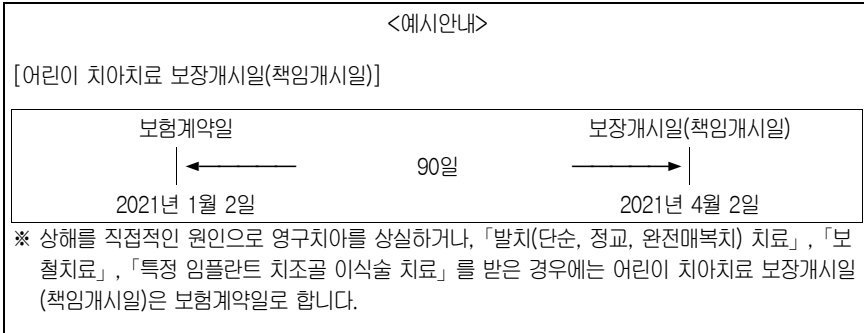 <예시안내>
[어린이 치아치료 보장개시일(책임개시일)]
보험계약일 보장개시일(책임개시일)
90일
2021년 1월 2일 2021년 4월 2일
※ 상해를 직접적인 원인으로 영구치아를 상실하거나,「발치(단순, 정교, 완전매복치) 치료」,「보
철치료」,「특정 임플란트 치조골 이식술 치료」를 받은 경우에는 어린이 치아치료 보장개시일
(책임개시일)은 보험계약일로 합니다.